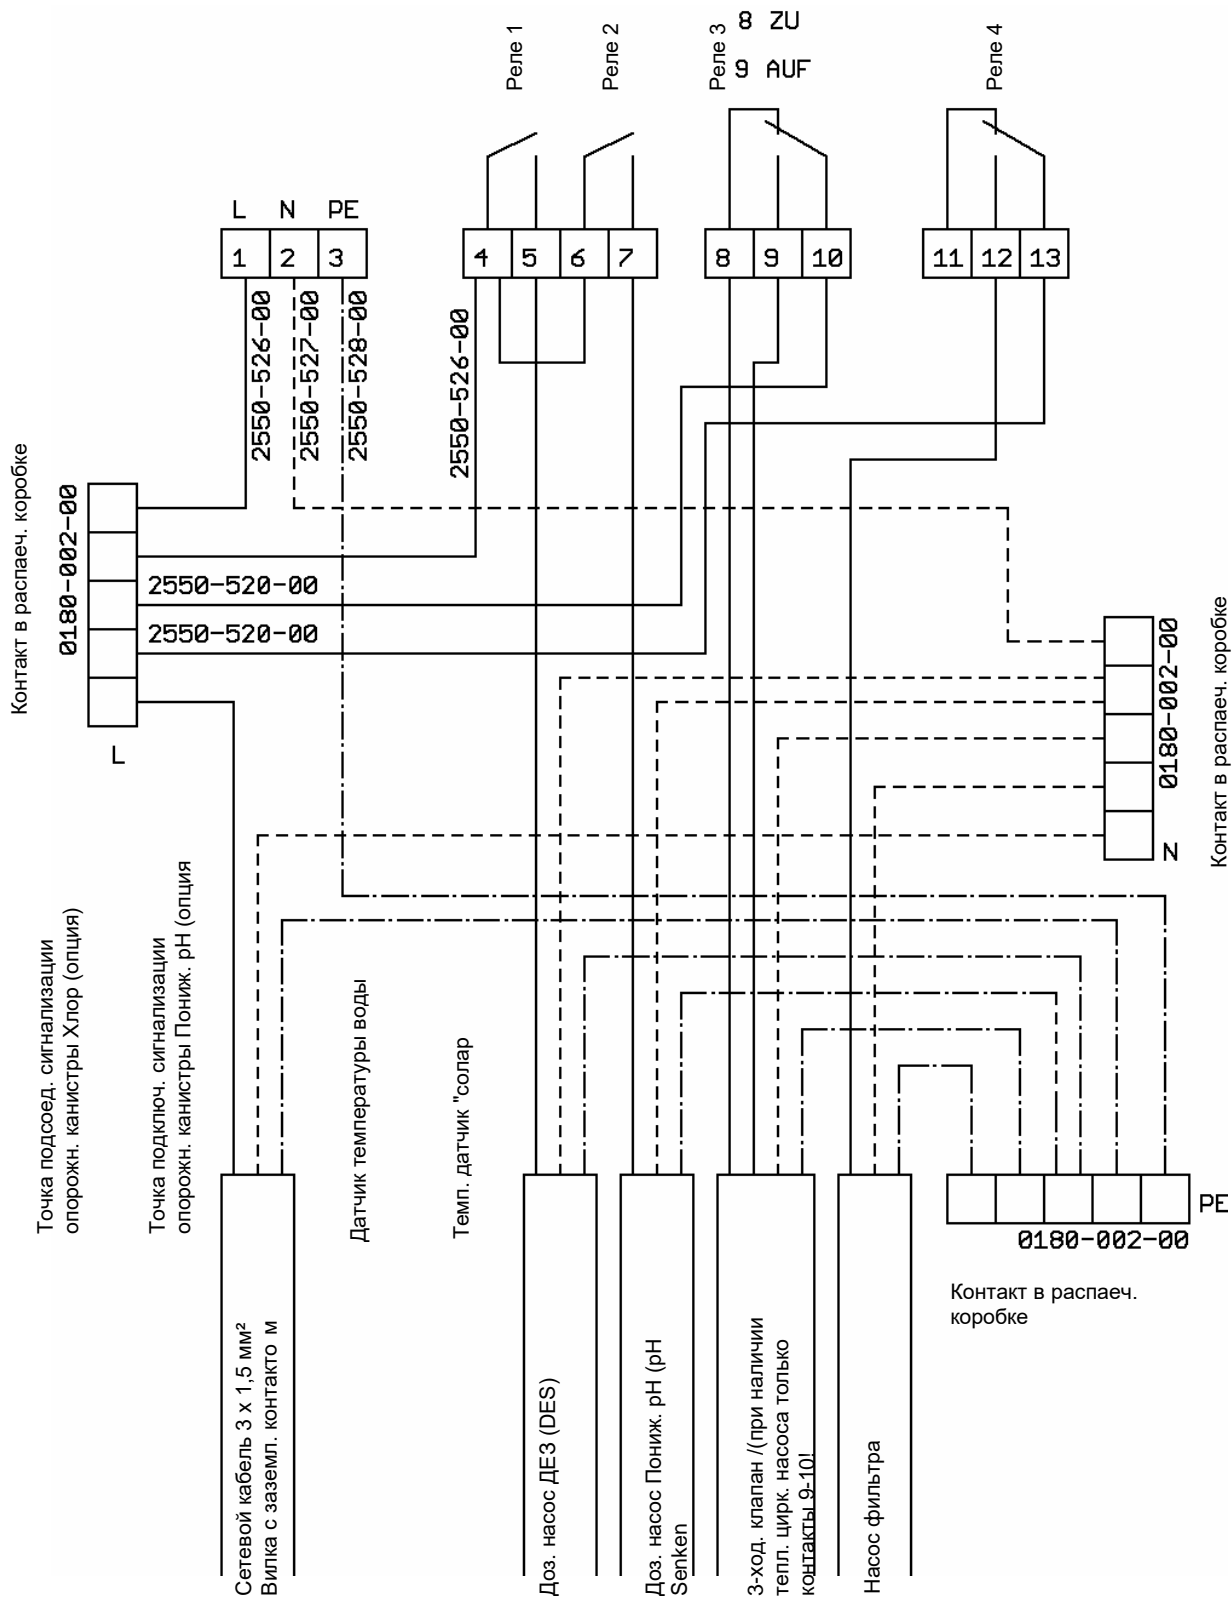 8 ZU
9 AUF
Реле 1
Реле 2
Реле 3
Реле 4
L N PE
1 2 3
4 5 6 7
8 9 10
11 12 13
2550-526-00
2550-527-00
2550-528-00
2550-526-00
Контакт в распаеч. коробке
0180-002-00
2550-520-00
2550-520-00
L
0180-002-00
Контакт в распаеч. коробке
N
Точка подсоед. сигнализации
опорожн. канистры Хлор (опция)
Точка подключ. сигнализации
опорожн. канистры Пониж. pH (опция
Датчик температуры воды
Темп. датчик "солар
PE
0180-002-00
Контакт в распаеч.
коробке
Сетевой кабель 3 x 1,5 мм²
Вилка с заземл. контакто м
Доз. насос ДЕЗ (DES)
Доз. насос Пониж. pH (pH
Senken
3-ход. клапан /(при наличии
тепл. цирк. насоса только
контакты 9-10!
Насос фильтра